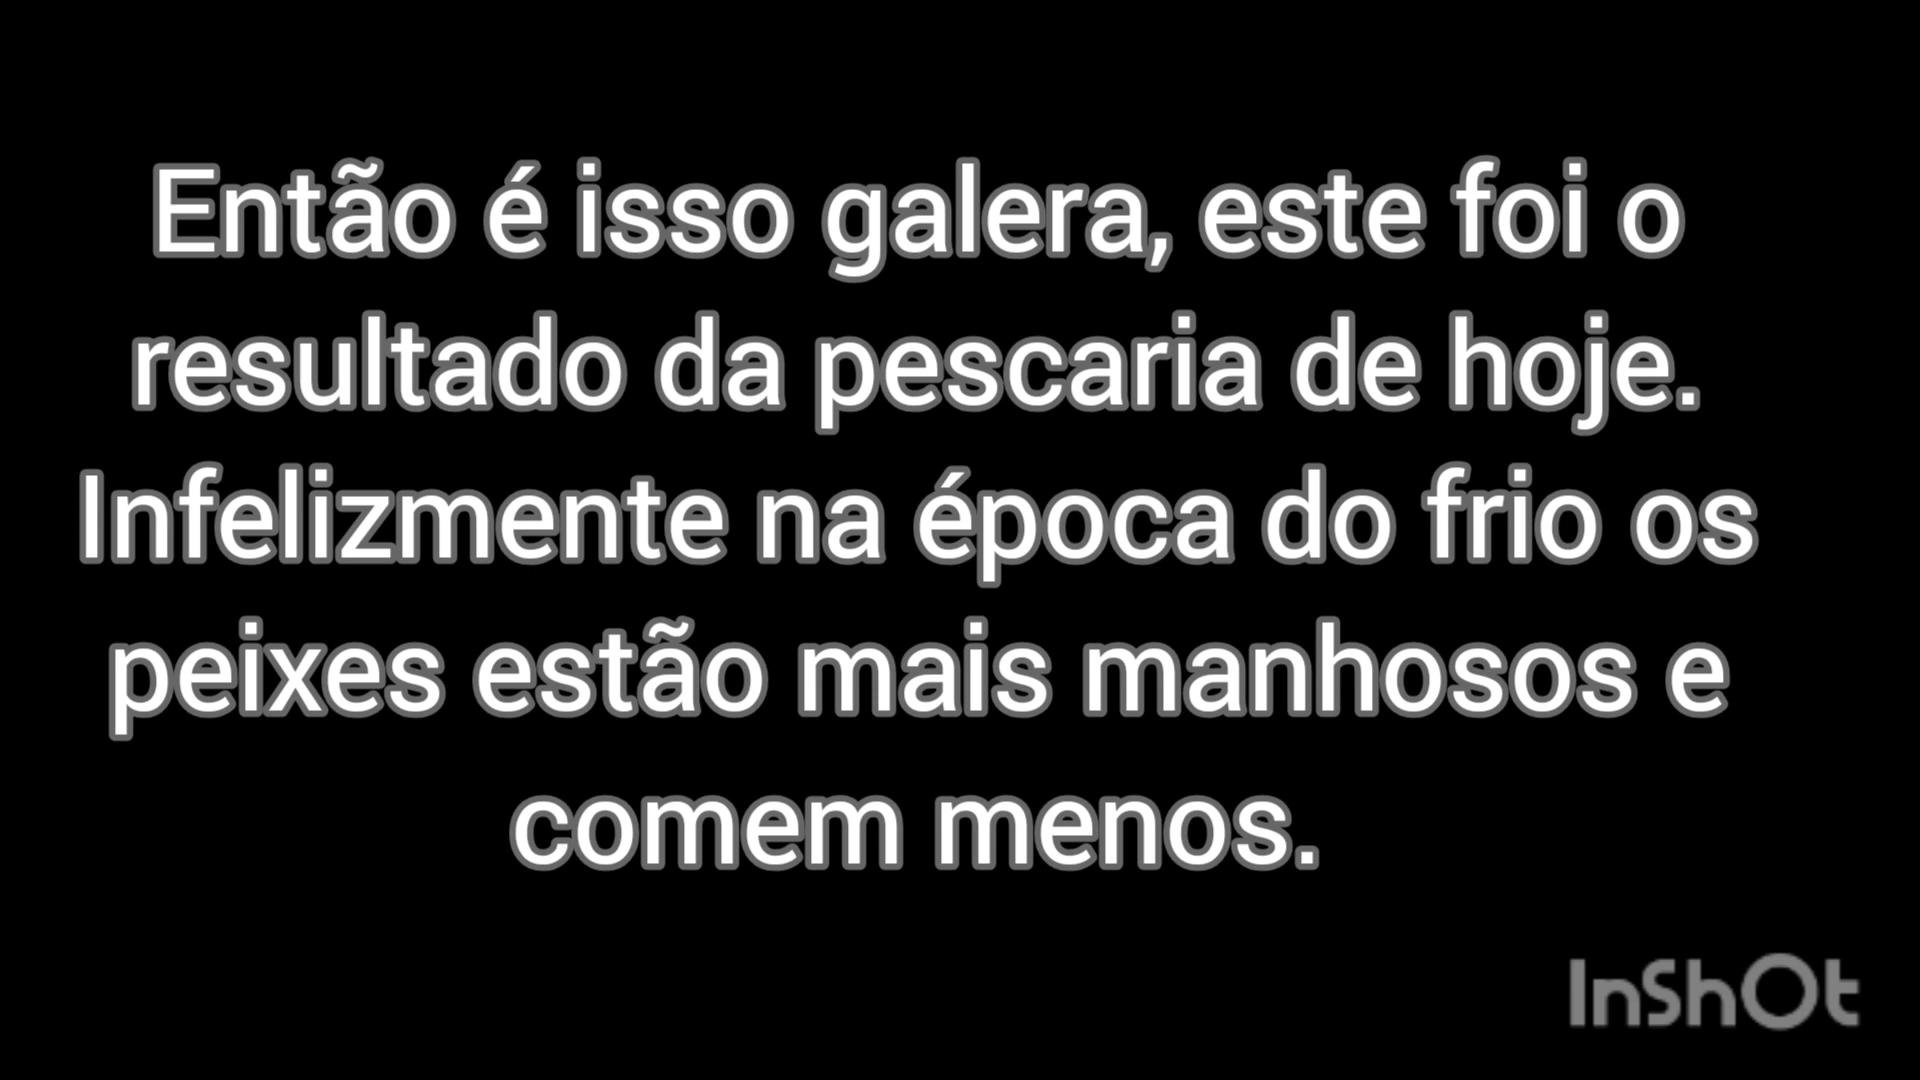 Então é isso galera, este foi o
resultado da pescaria de hoje.
Infelizmente na época do frio os
peixes estão mais manhosos e
comem menos.
InShOt